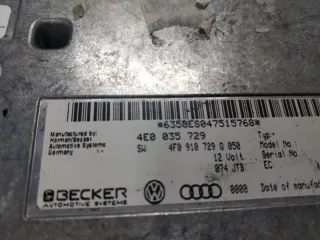 *6350ES047515768*
Manufactured by:
Harman/Becker
Automotive Systems
Germany
4E0 035 729
SW 4F0 910 729 Q 050
12 Volt
074 JTB
Typ:
Model No.:
Serial No.:
EC
BECKER
AUTOMOTIVE SYSTEMS
0000
Date of manufac